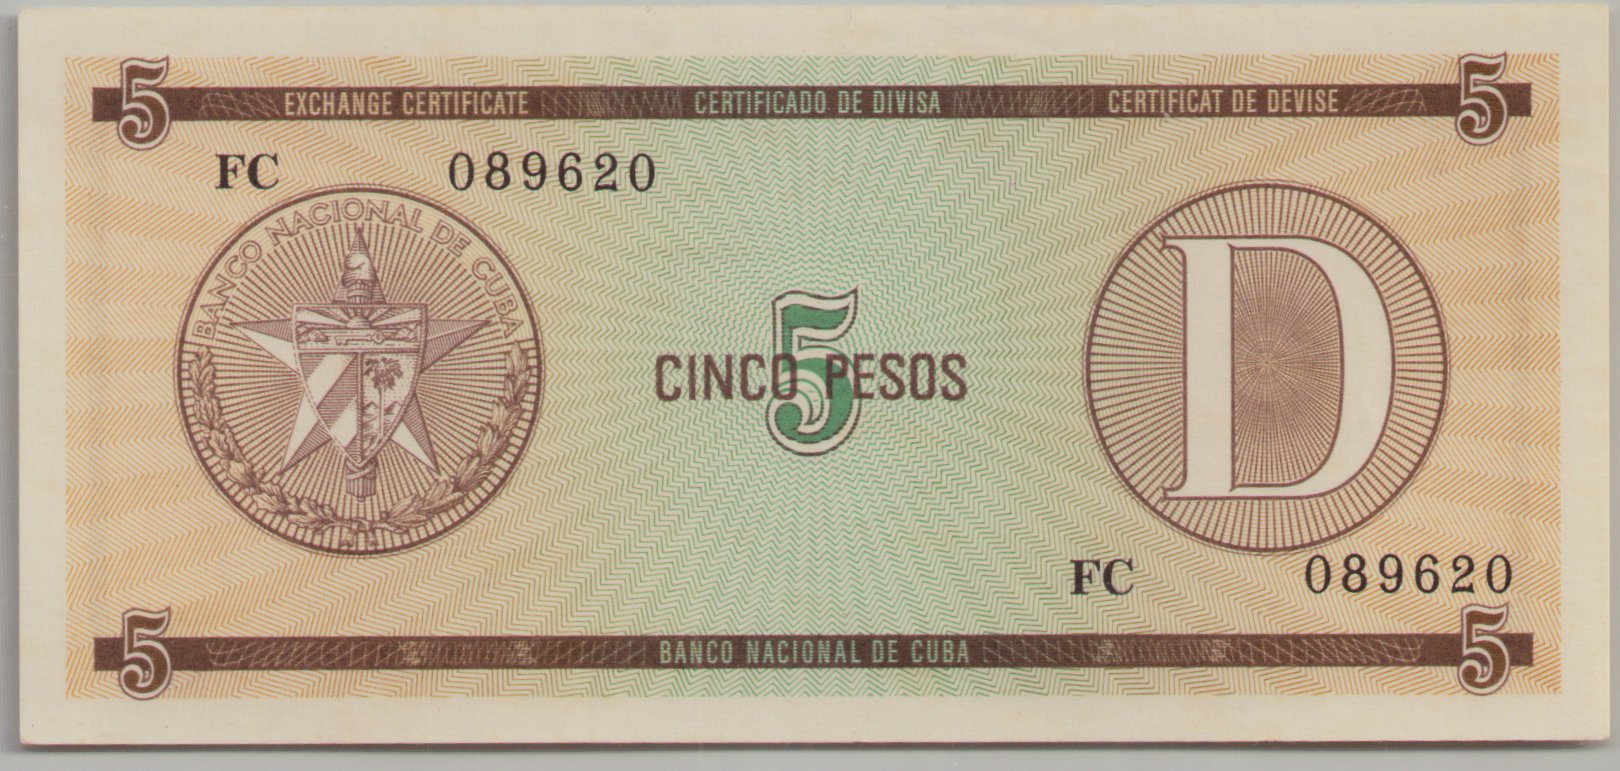 5 EXCHANGE CERTIFICATE CERTIFICADO DE DIVISA CERTIFICAT DE DEVISE 5
FC 089620
BANCO NACIONAL DE CUBA
5
CINCO PESOS
D
FC 089620
5 BANCO NACIONAL DE CUBA 5